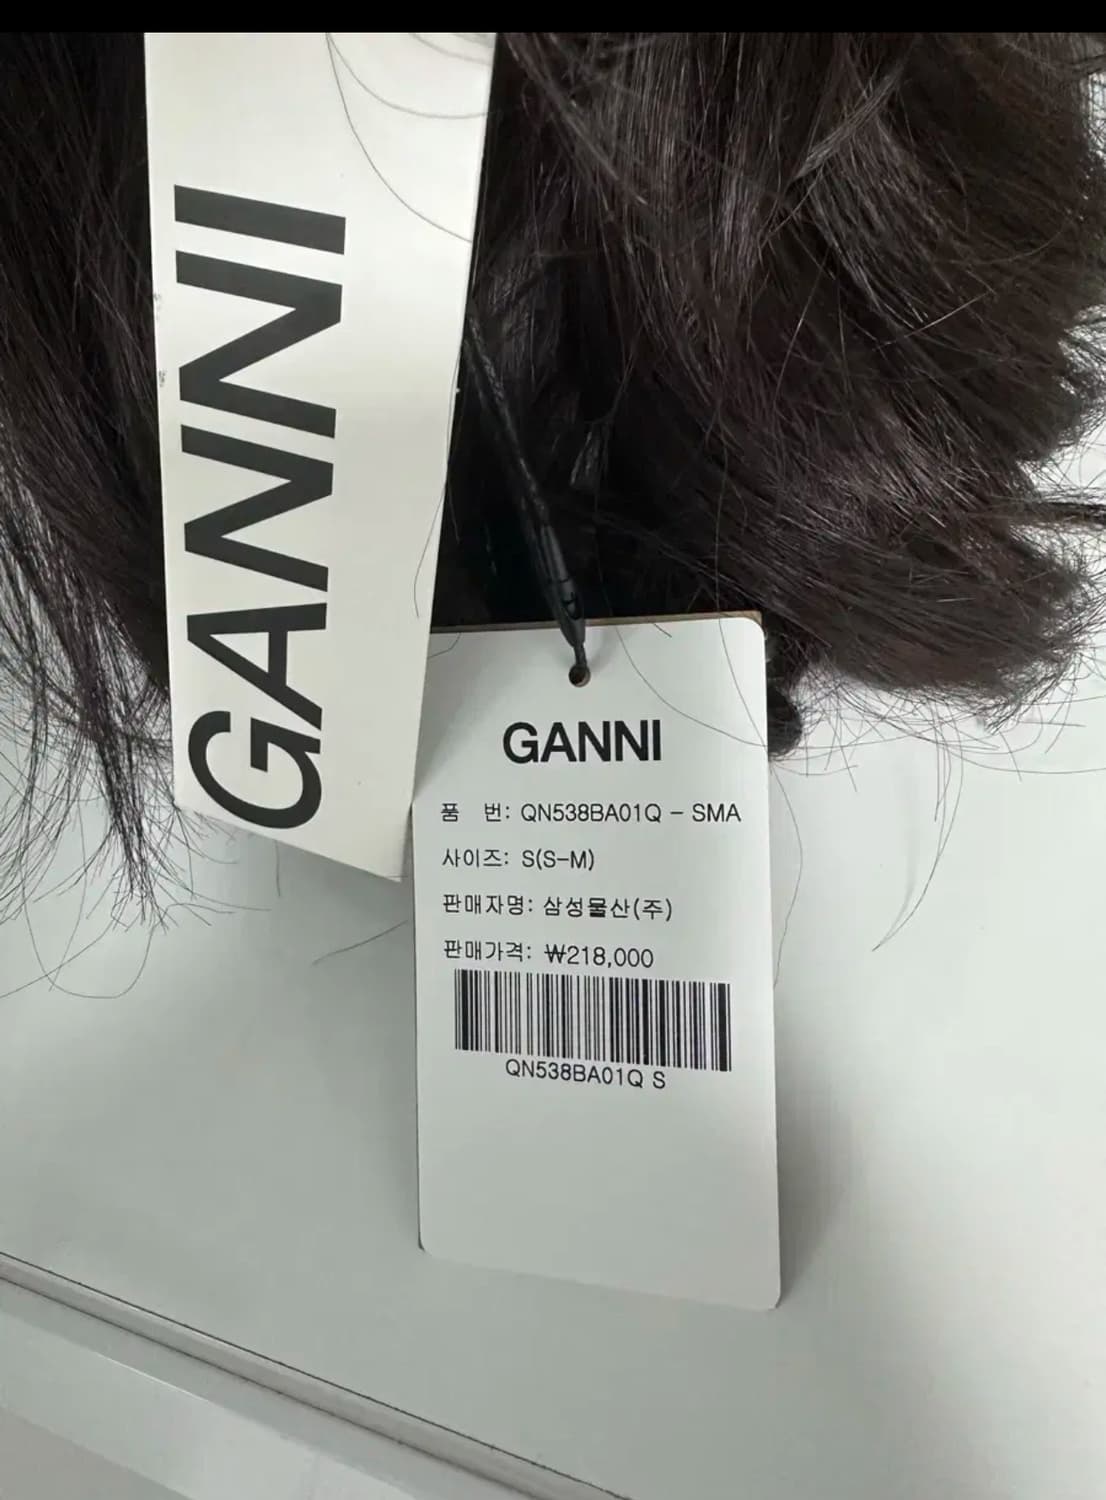 GANNI
GANNI
품 번: QN538BA01Q - SMA
사이즈: S(S-M)
판매자명: 삼성물산(주)
판매가격: ₩218,000
QN538BA01Q S